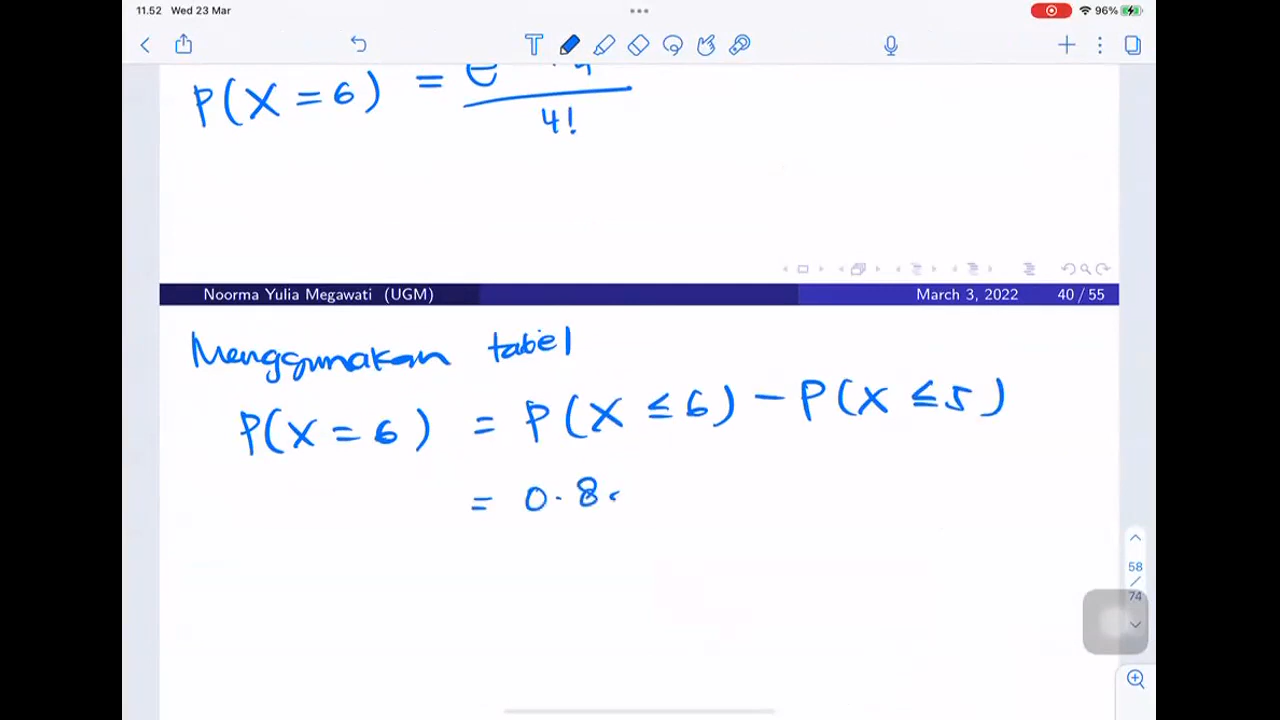 11.52 Wed 23 Mar
96%
P(X = 6) = e
4!
Noorma Yulia Megawati (UGM) March 3, 2022 40 / 55
Menggunakan tabel
P(X = 6) = P(X ≤ 6) - P(X ≤ 5)
= 0.8
58
/
74